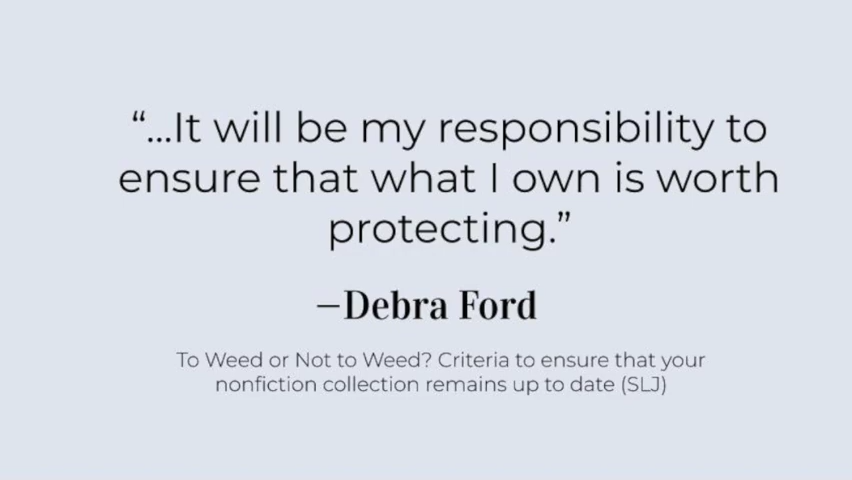 “...It will be my responsibility to
ensure that what I own is worth
protecting.”
—Debra Ford
To Weed or Not to Weed? Criteria to ensure that your
nonfiction collection remains up to date (SLJ)